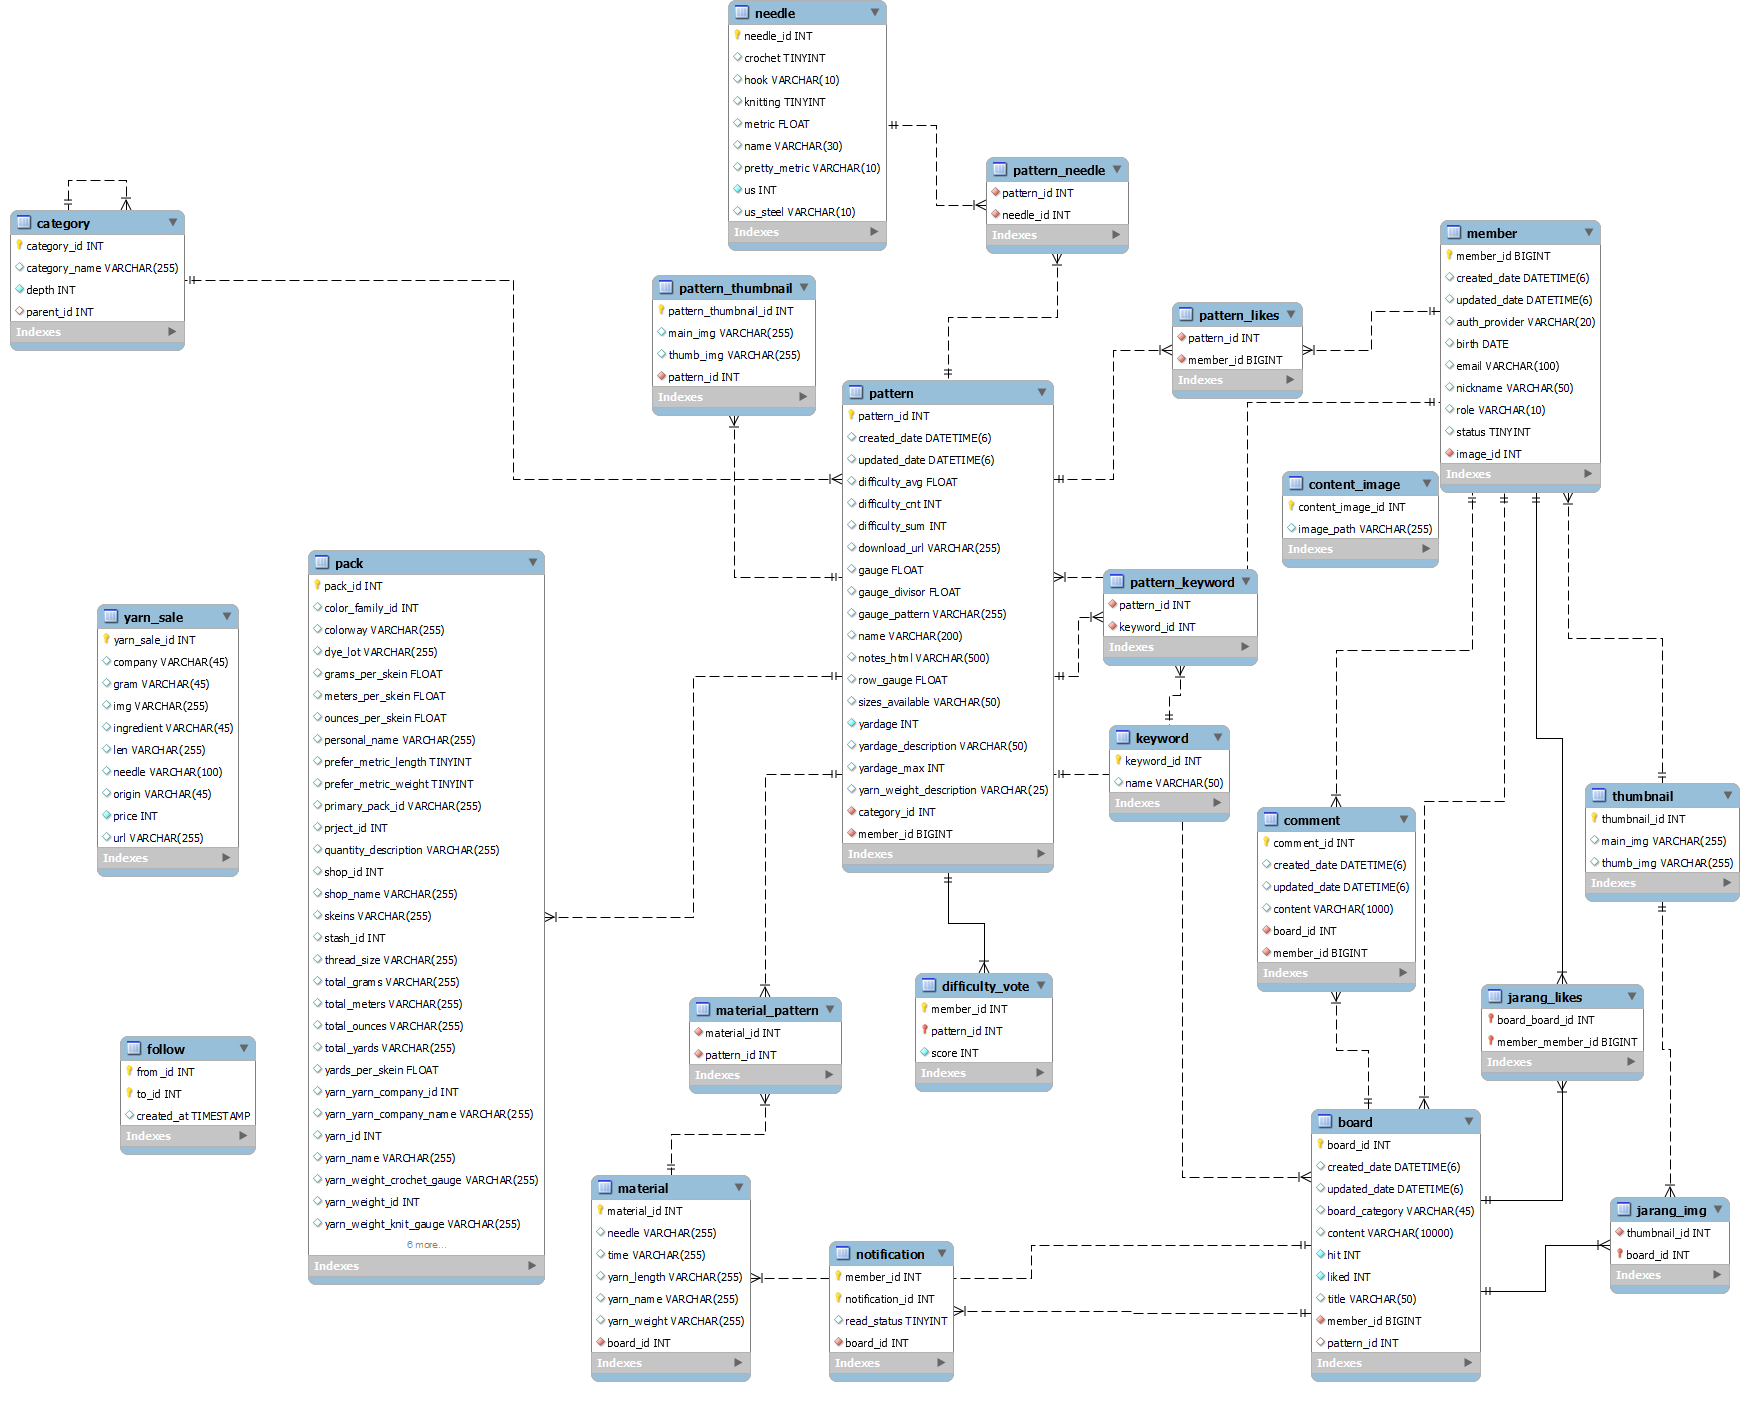 needle
needle_id INT
crochet TINYINT
hook VARCHAR(10)
knitting TINYINT
metric FLOAT
name VARCHAR(30)
pretty_metric VARCHAR(10)
us INT
us_steel VARCHAR(10)
Indexes
pattern_needle
pattern_id INT
needle_id INT
Indexes
category
category_id INT
category_name VARCHAR(255)
depth INT
parent_id INT
Indexes
member
member_id BIGINT
created_date DATETIME(6)
updated_date DATETIME(6)
auth_provider VARCHAR(20)
birth DATE
email VARCHAR(100)
nickname VARCHAR(50)
role VARCHAR(10)
status TINYINT
image_id INT
Indexes
pattern_thumbnail
pattern_thumbnail_id INT
main_img VARCHAR(255)
thumb_img VARCHAR(255)
pattern_id INT
Indexes
pattern_likes
pattern_id INT
member_id BIGINT
Indexes
pattern
pattern_id INT
created_date DATETIME(6)
updated_date DATETIME(6)
difficulty_avg FLOAT
difficulty_cnt INT
difficulty_sum INT
download_url VARCHAR(255)
gauge FLOAT
gauge_divisor FLOAT
gauge_pattern VARCHAR(255)
name VARCHAR(200)
notes_html VARCHAR(500)
row_gauge FLOAT
sizes_available VARCHAR(50)
yardage INT
yardage_description VARCHAR(50)
yardage_max INT
yarn_weight_description VARCHAR(25)
category_id INT
member_id BIGINT
Indexes
content_image
content_image_id INT
image_path VARCHAR(255)
Indexes
pack
pack_id INT
color_family_id INT
colorway VARCHAR(255)
dye_lot VARCHAR(255)
grams_per_skein FLOAT
meters_per_skein FLOAT
ounces_per_skein FLOAT
personal_name VARCHAR(255)
prefer_metric_length TINYINT
prefer_metric_weight TINYINT
primary_pack_id VARCHAR(255)
prject_id INT
quantity_description VARCHAR(255)
shop_id INT
shop_name VARCHAR(255)
skeins VARCHAR(255)
stash_id INT
thread_size VARCHAR(255)
total_grams VARCHAR(255)
total_meters VARCHAR(255)
total_ounces VARCHAR(255)
total_yards VARCHAR(255)
yards_per_skein FLOAT
yarn_yarn_company_id INT
yarn_yarn_company_name VARCHAR(255)
yarn_id INT
yarn_name VARCHAR(255)
yarn_weight_crochet_gauge VARCHAR(255)
yarn_weight_id INT
yarn_weight_knit_gauge VARCHAR(255)
6 more...
Indexes
pattern_keyword
pattern_id INT
keyword_id INT
Indexes
yarn_sale
yarn_sale_id INT
company VARCHAR(45)
gram VARCHAR(45)
img VARCHAR(255)
ingredient VARCHAR(45)
len VARCHAR(255)
needle VARCHAR(100)
origin VARCHAR(45)
price INT
url VARCHAR(255)
Indexes
keyword
keyword_id INT
name VARCHAR(50)
Indexes
thumbnail
thumbnail_id INT
main_img VARCHAR(255)
thumb_img VARCHAR(255)
Indexes
comment
comment_id INT
created_date DATETIME(6)
updated_date DATETIME(6)
content VARCHAR(1000)
board_id INT
member_id BIGINT
Indexes
difficulty_vote
member_id INT
pattern_id INT
score INT
Indexes
jarang_likes
board_board_id INT
member_member_id BIGINT
Indexes
material_pattern
material_id INT
pattern_id INT
Indexes
follow
from_id INT
to_id INT
created_at TIMESTAMP
Indexes
board
board_id INT
created_date DATETIME(6)
updated_date DATETIME(6)
board_category VARCHAR(45)
content VARCHAR(10000)
hit INT
liked INT
title VARCHAR(50)
member_id BIGINT
pattern_id INT
Indexes
material
material_id INT
needle VARCHAR(255)
time VARCHAR(255)
yarn_length VARCHAR(255)
yarn_name VARCHAR(255)
yarn_weight VARCHAR(255)
board_id INT
Indexes
jarang_img
thumbnail_id INT
board_id INT
Indexes
notification
member_id INT
notification_id INT
read_status TINYINT
board_id INT
Indexes